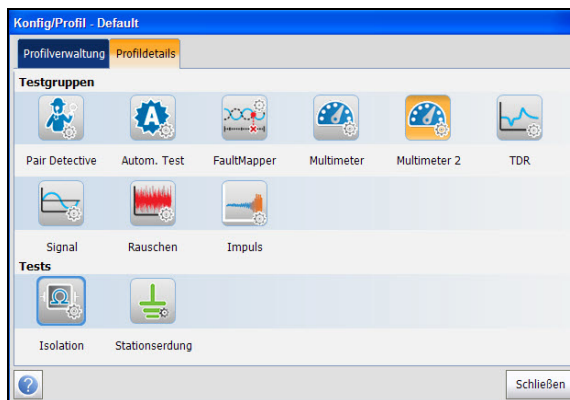 Konfig/Profil - Default
Profilverwaltung Profildetails
Testgruppen
Pair Detective Autom. Test FaultMapper Multimeter Multimeter 2 TDR
Signal Rauschen Impuls
Tests
Isolation Stationserdung
Schließen